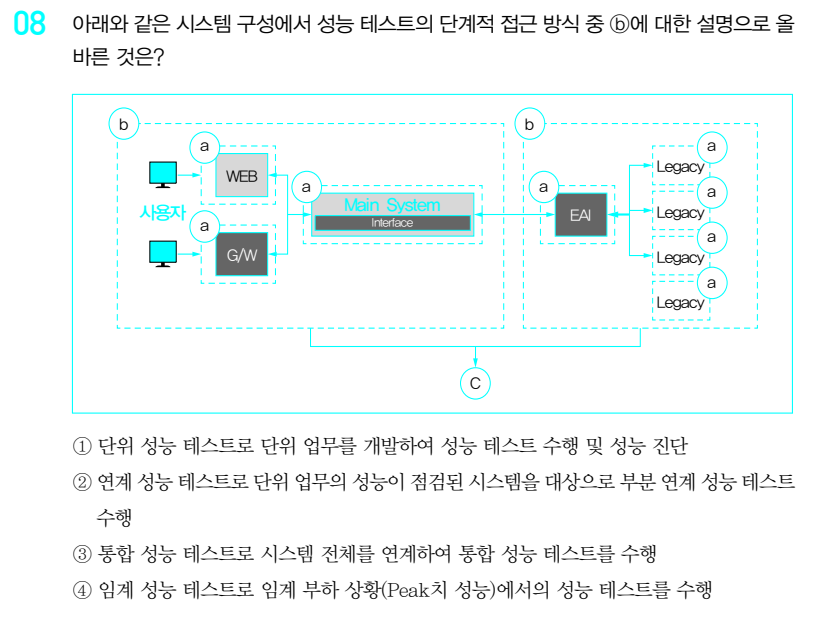 08 아래와 같은 시스템 구성에서 성능 테스트의 단계적 접근 방식 중 ⓑ에 대한 설명으로 올
바른 것은?
b
b
a
a
WEB
Legacy
a
a
a
Main System
Interface
EAI
Legacy
사용자
a
a
G/W
Legacy
a
Legacy
C
① 단위 성능 테스트로 단위 업무를 개발하여 성능 테스트 수행 및 성능 진단
② 연계 성능 테스트로 단위 업무의 성능이 점검된 시스템을 대상으로 부분 연계 성능 테스트
수행
③ 통합 성능 테스트로 시스템 전체를 연계하여 통합 성능 테스트를 수행
④ 임계 성능 테스트로 임계 부하 상황(Peak치 성능)에서의 성능 테스트를 수행